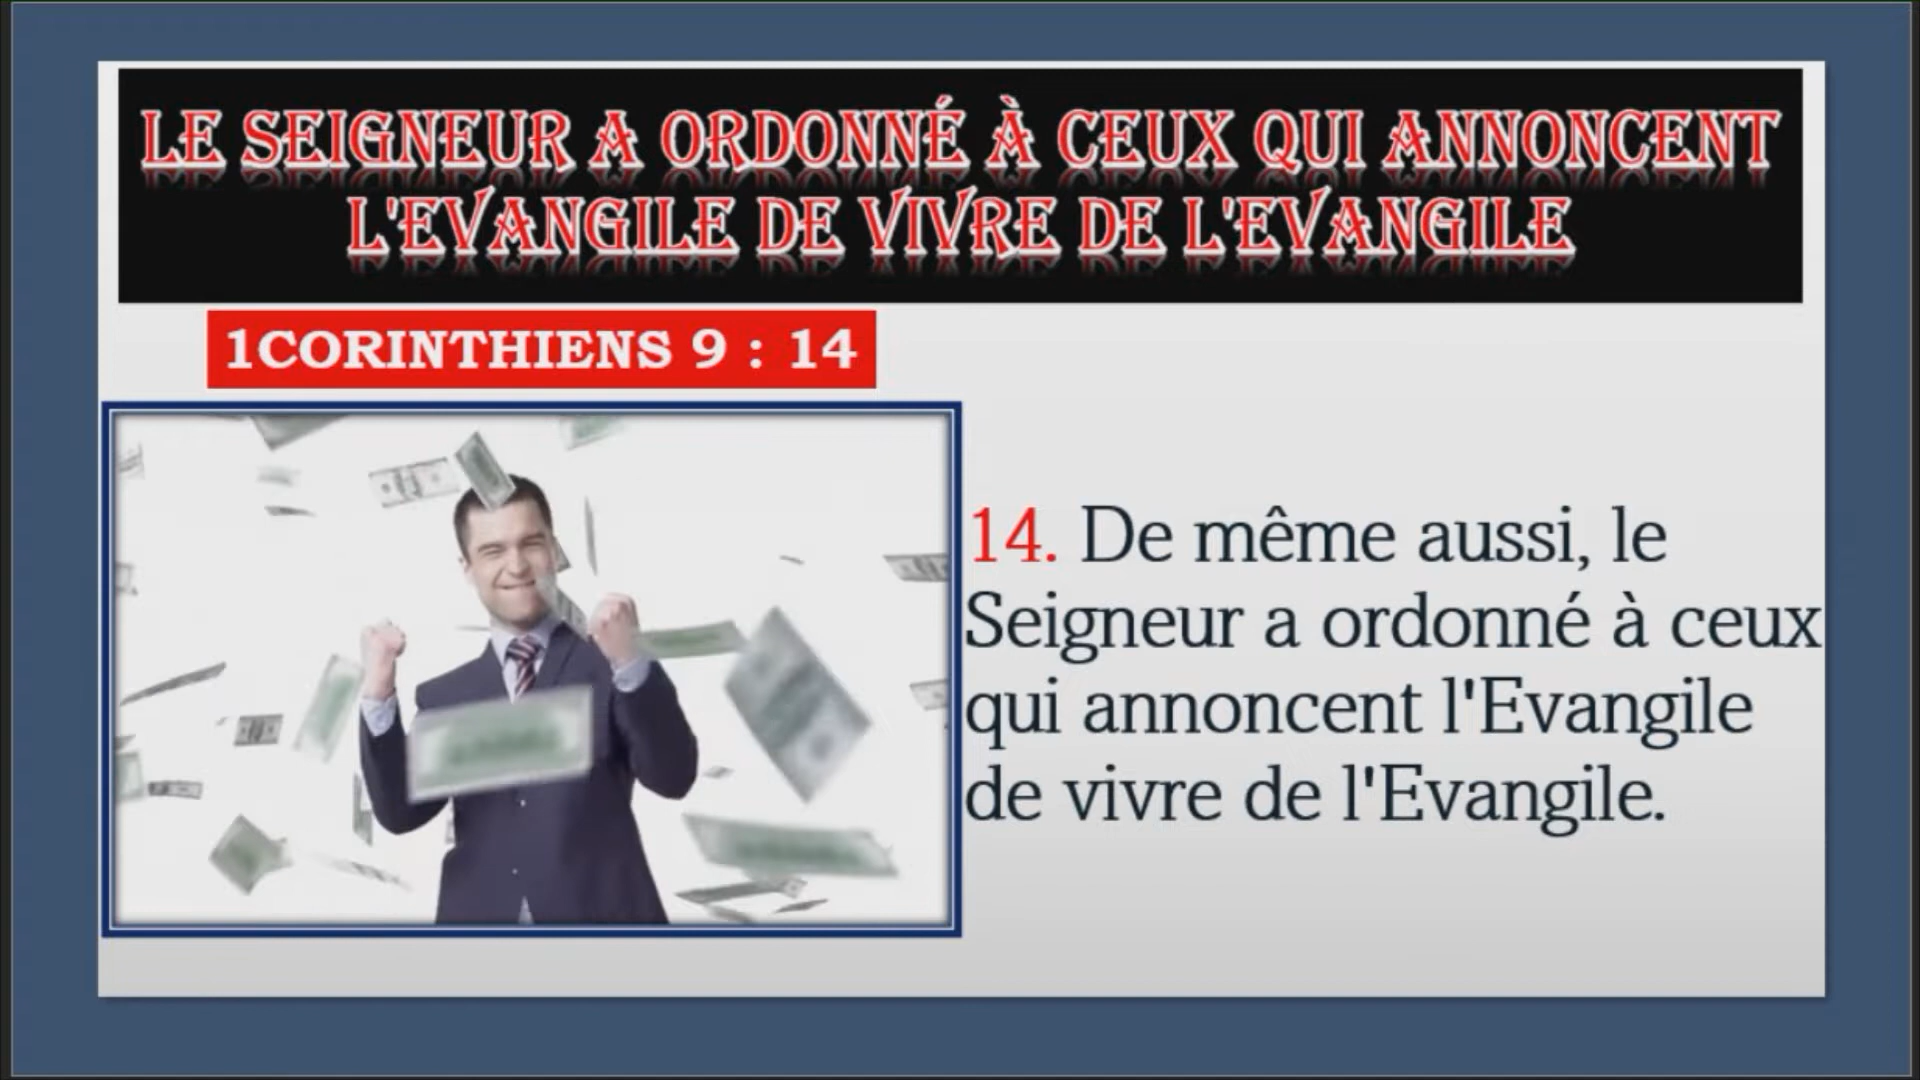 LE SEIGNEUR A ORDONNÉ À CEUX QUI ANNONCENT
L'EVANGILE DE VIVRE DE L'EVANGILE
1CORINTHIENS 9 : 14
14. De même aussi, le
Seigneur a ordonné à ceux
qui annoncent l'Evangile
de vivre de l'Evangile.